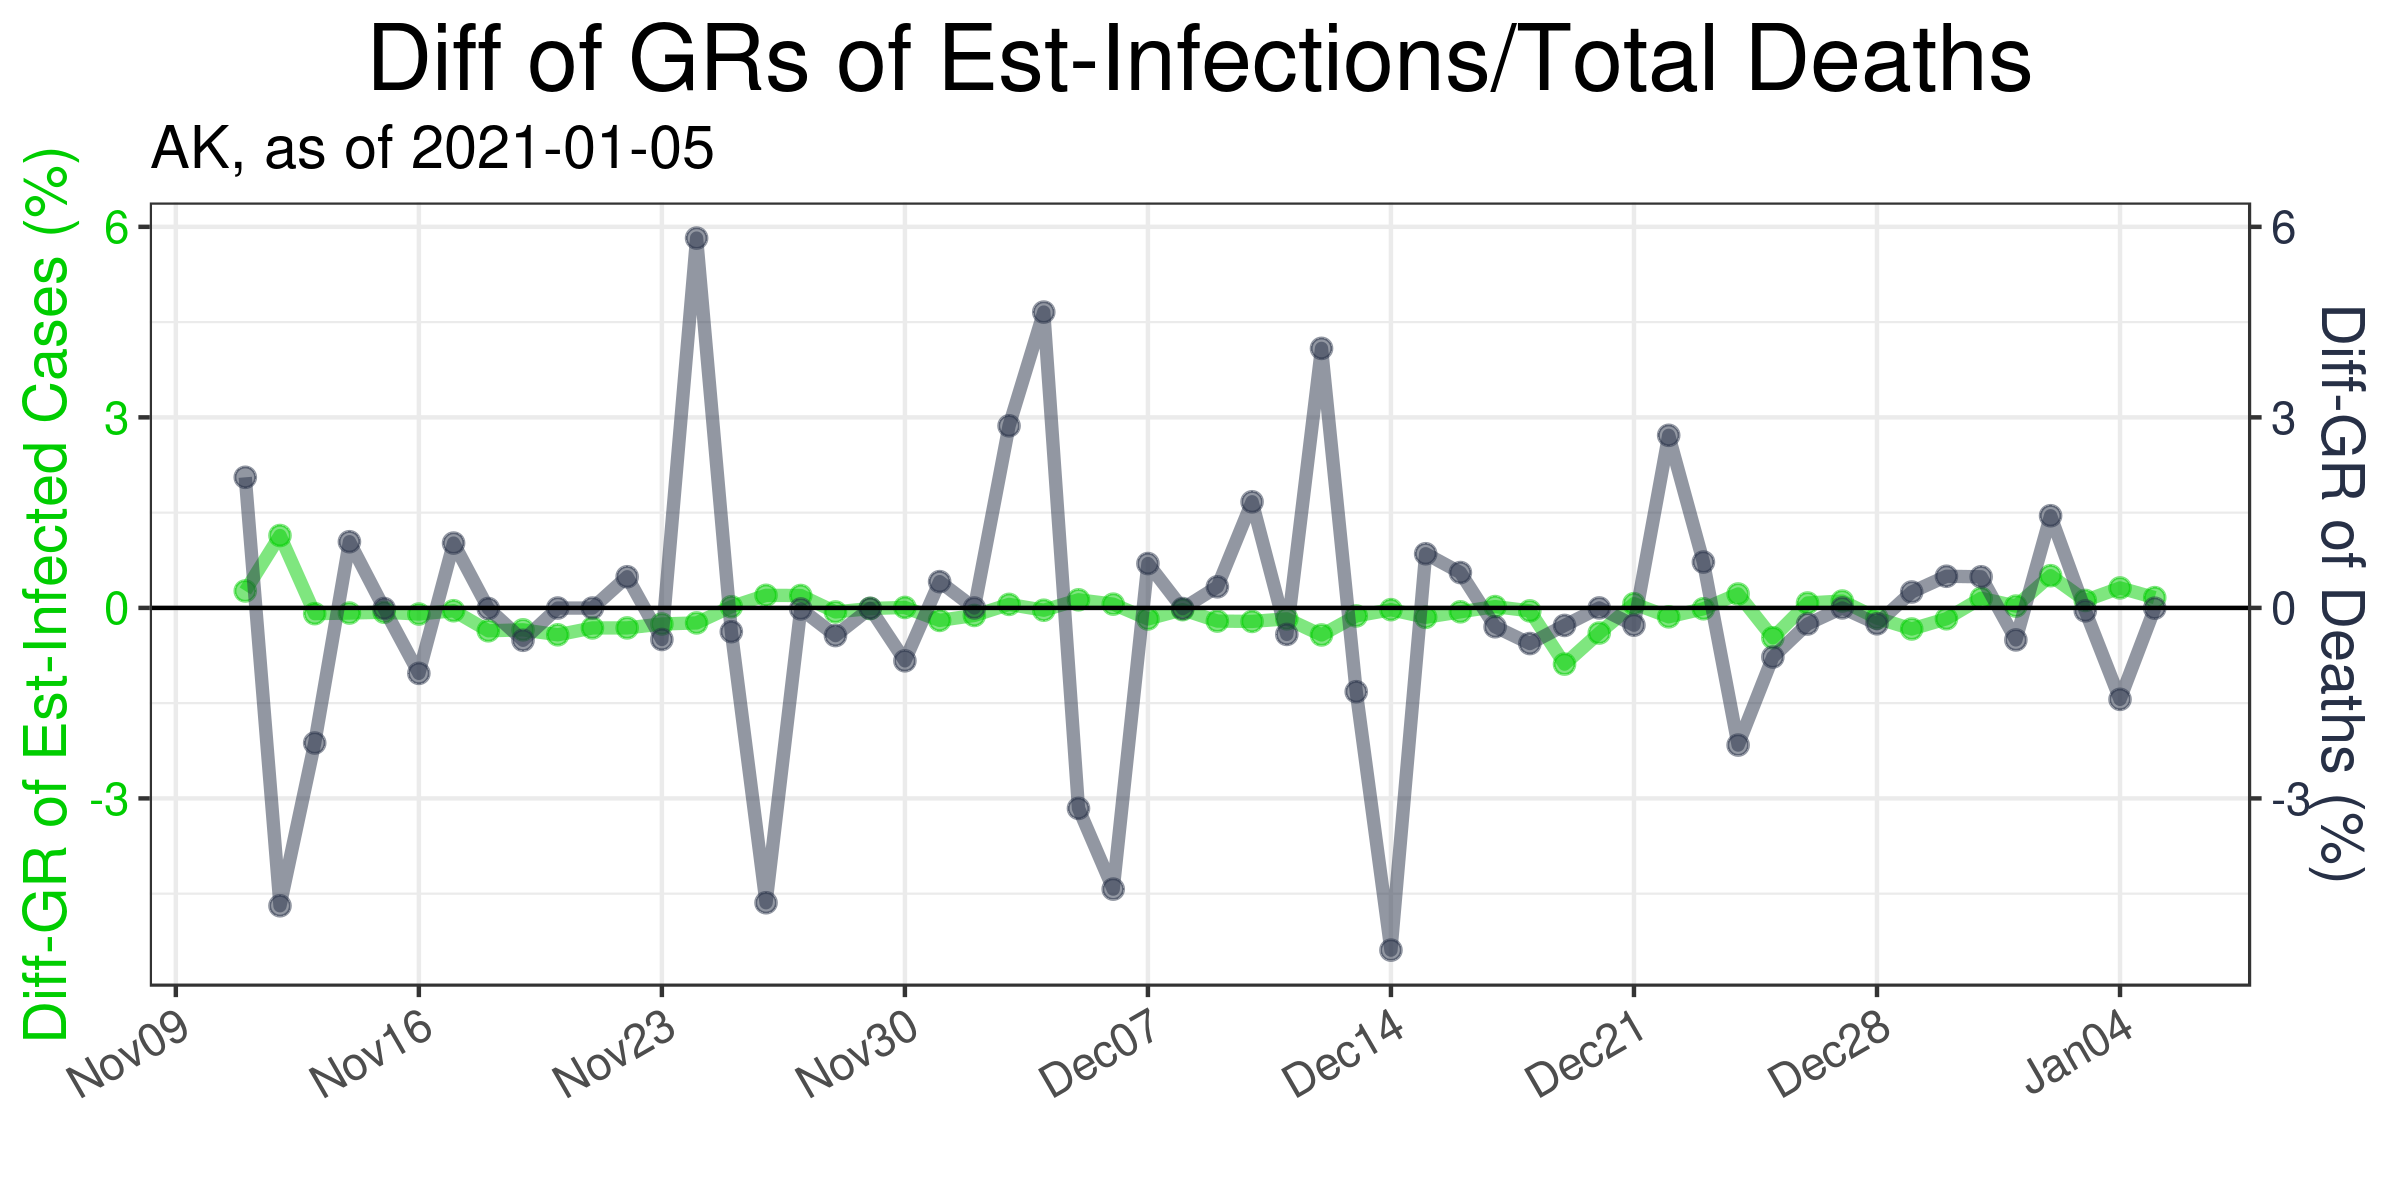 Diff of GRs of Est-Infections/Total Deaths
AK, as of 2021-01-05
Diff-GR of Est-Infected Cases (%)
6
3
0
-3
6
3
0
-3
Diff-GR of Deaths (%)
Nov09
Nov16
Nov23
Nov30
Dec07
Dec14
Dec21
Dec28
Jan04